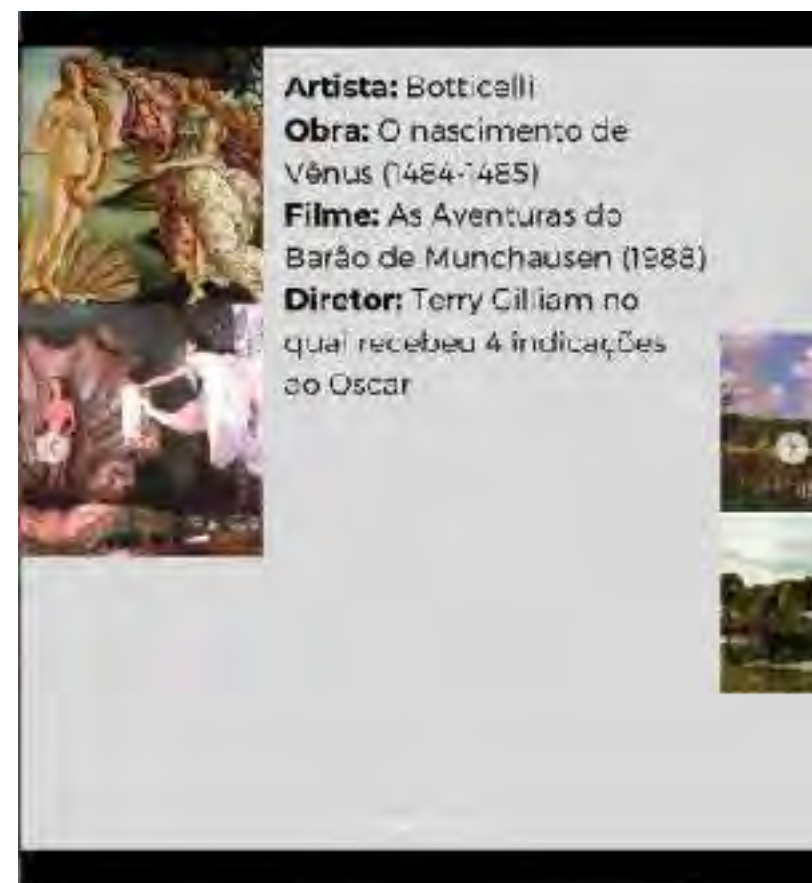 Artista: Botticelli
Obra: O nascimento de
Vênus (1484-1485)
Filme: As Aventuras do
Barão de Munchausen (1988)
Diretor: Terry Gilliam no
qual recebeu 4 indicações
ao Oscar